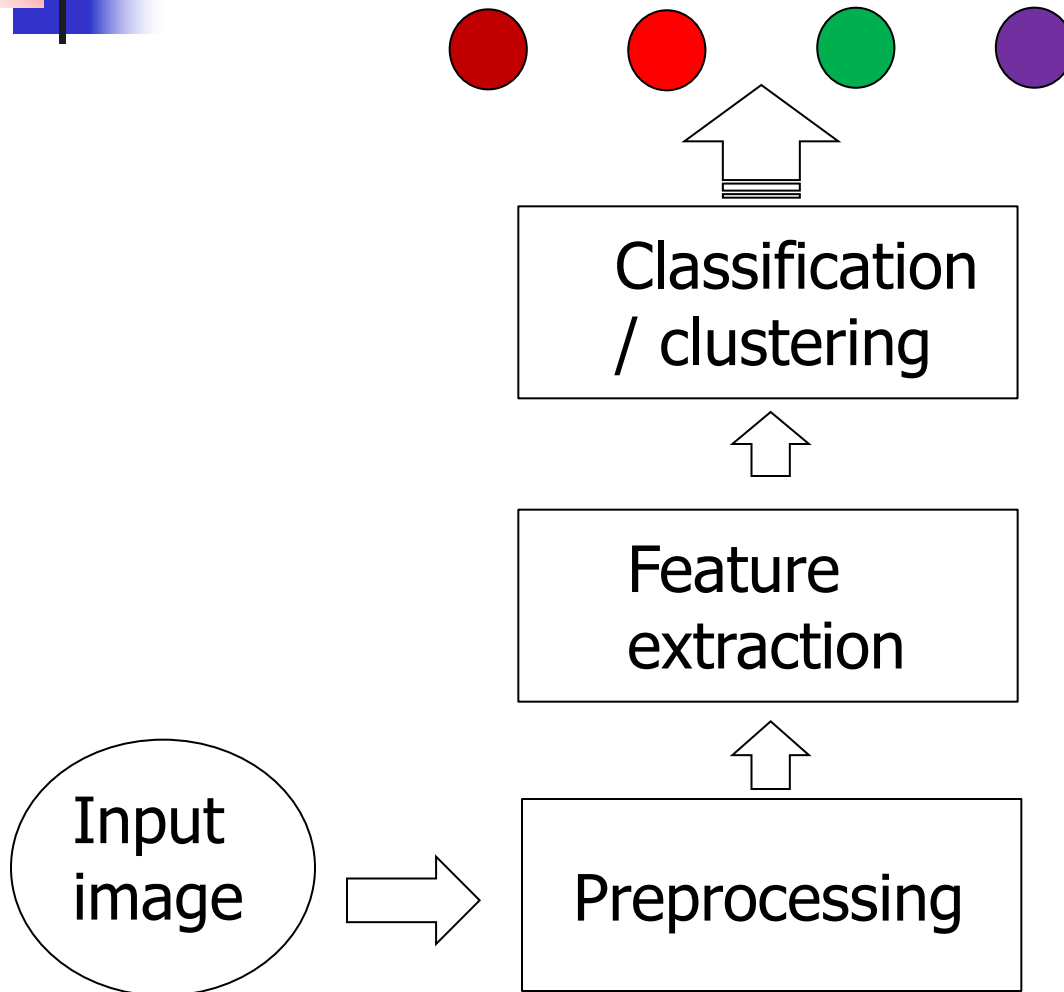 Classification
/ clustering
Feature
extraction
Input
image
Preprocessing